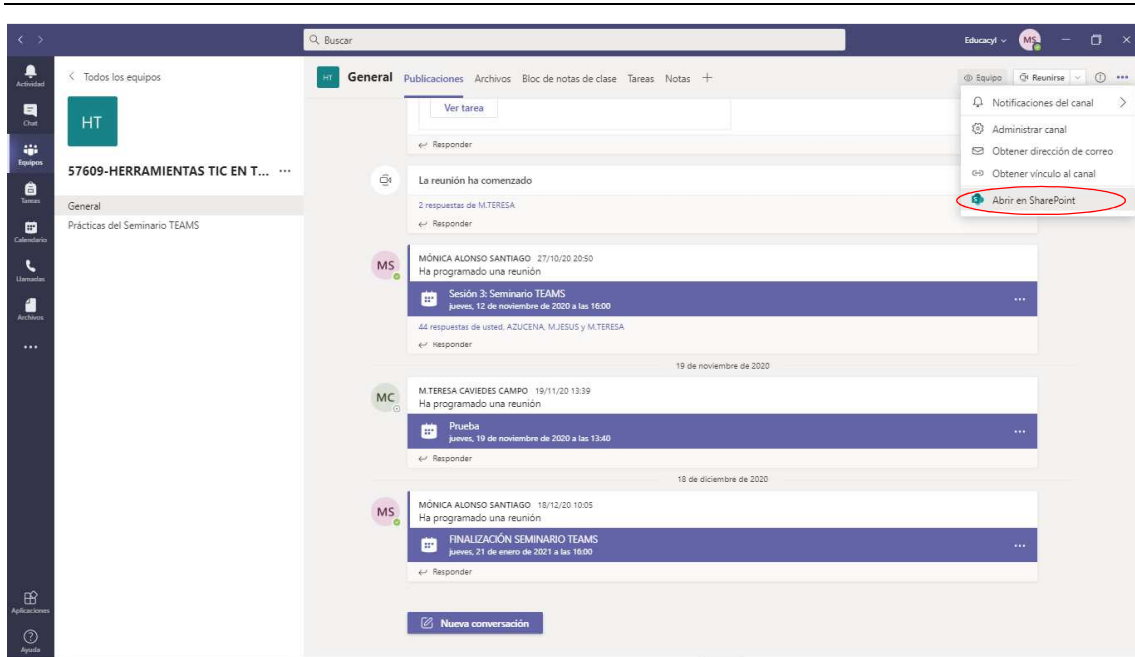 Buscar
Educacyl
MS
Actividad
Chat
Equipos
Tareas
Calendario
Llamadas
Archivos
Aplicaciones
Ayuda
Todos los equipos
HT
57609-HERRAMIENTAS TIC EN T... ...
General
Prácticas del Seminario TEAMS
HT General Publicaciones Archivos Bloc de notas de clase Tareas Notas +
Equipo Reunirse
Notificaciones del canal
Administrar canal
Obtener dirección de correo
Obtener vínculo al canal
Abrir en SharePoint
Ver tarea
Responder
La reunión ha comenzado
2 respuestas de M.TERESA
Responder
MS
MÓNICA ALONSO SANTIAGO 27/10/20 20:50
Ha programado una reunión
Sesión 3: Seminario TEAMS
jueves, 12 de noviembre de 2020 a las 16:00
44 respuestas de usted, AZUCENA, M.JESUS y M.TERESA
Responder
19 de noviembre de 2020
MC
M.TERESA CAVIEDES CAMPO 19/11/20 13:39
Ha programado una reunión
Prueba
jueves, 19 de noviembre de 2020 a las 13:40
Responder
18 de diciembre de 2020
MS
MÓNICA ALONSO SANTIAGO 18/12/20 10:05
Ha programado una reunión
FINALIZACIÓN SEMINARIO TEAMS
jueves, 21 de enero de 2021 a las 16:00
Responder
Nueva conversación